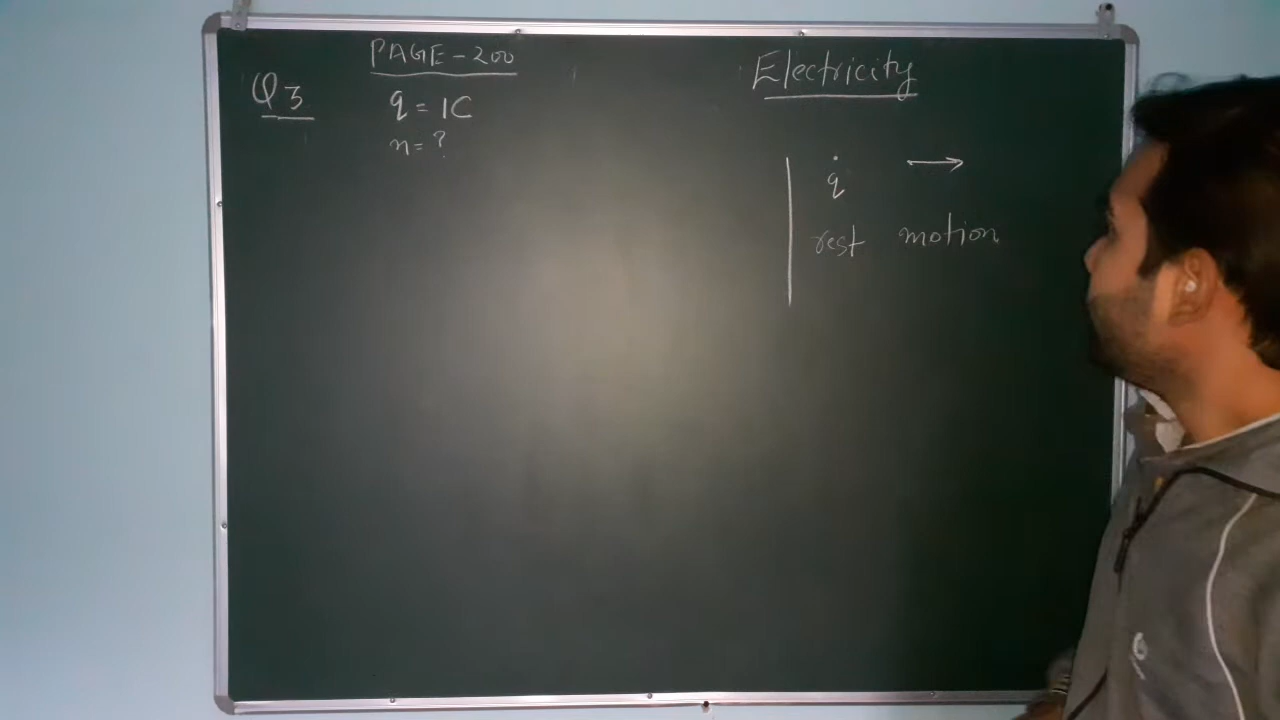 PAGE-200
Electricity
Q3
q = 1C
n = ?
q
rest motion